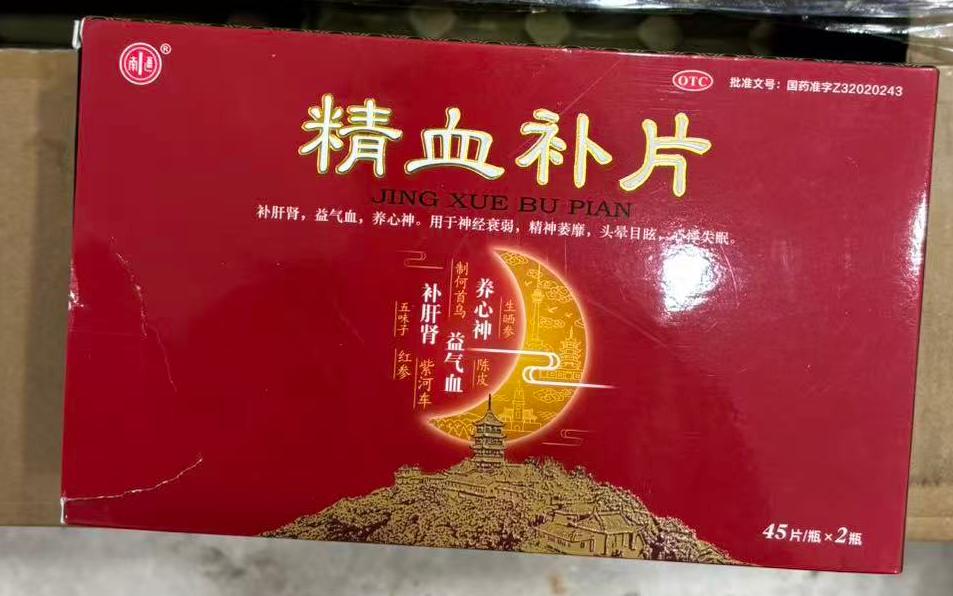 南通®
OTC 批准文号：国药准字Z32020243
精血补片
JING XUE BU PIAN
补肝肾，益气血，养心神。用于神经衰弱，精神萎靡，头晕目眩，心悸失眠。
生晒参
养心神
制何首乌
补肝肾
五味子
陈皮
益气血
紫河车
红参
45片/瓶×2瓶